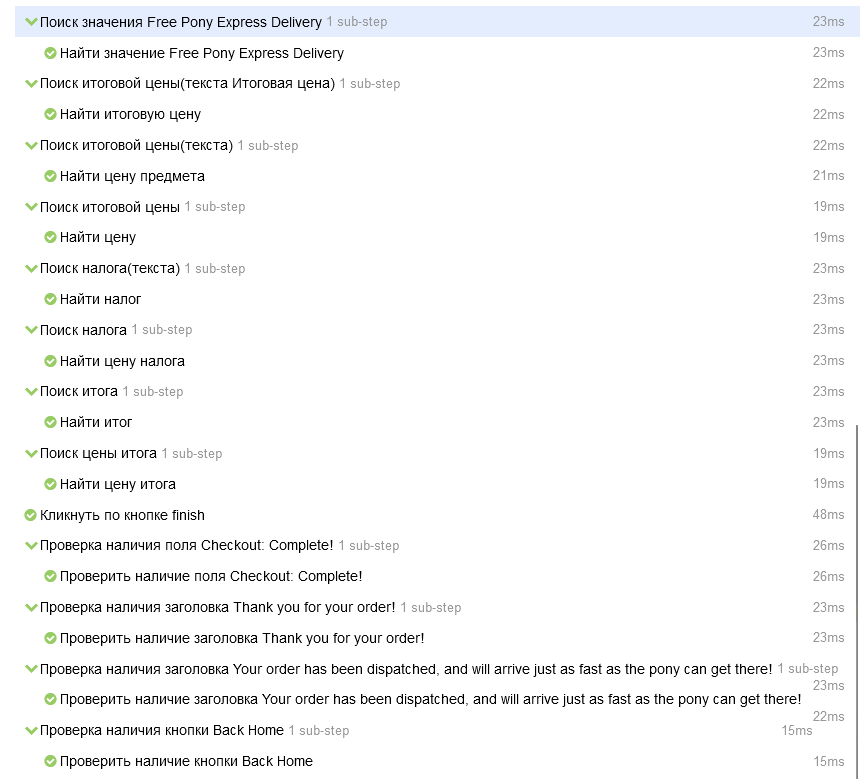 Поиск значения Free Pony Express Delivery 1 sub-step 23ms
Найти значение Free Pony Express Delivery 23ms
Поиск итоговой цены(текста Итоговая цена) 1 sub-step 22ms
Найти итоговую цену 22ms
Поиск итоговой цены(текста) 1 sub-step 22ms
Найти цену предмета 21ms
Поиск итоговой цены 1 sub-step 19ms
Найти цену 19ms
Поиск налога(текста) 1 sub-step 23ms
Найти налог 23ms
Поиск налога 1 sub-step 23ms
Найти цену налога 23ms
Поиск итога 1 sub-step 23ms
Найти итог 23ms
Поиск цены итога 1 sub-step 19ms
Найти цену итога 19ms
Кликнуть по кнопке finish 48ms
Проверка наличия поля Checkout: Complete! 1 sub-step 26ms
Проверить наличие поля Checkout: Complete! 26ms
Проверка наличия заголовка Thank you for your order! 1 sub-step 23ms
Проверить наличие заголовка Thank you for your order! 23ms
Проверка наличия заголовка Your order has been dispatched, and will arrive just as fast as the pony can get there! 1 sub-step
23ms
Проверить наличие заголовка Your order has been dispatched, and will arrive just as fast as the pony can get there!
22ms
Проверка наличия кнопки Back Home 1 sub-step 15ms
Проверить наличие кнопки Back Home 15ms